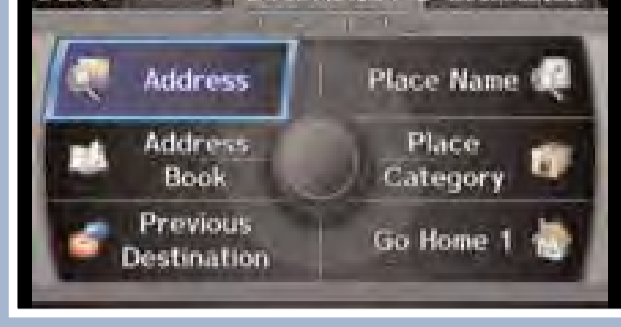 Address
Place Name
Address
Book
Place
Category
Previous
Destination
Go Home 1